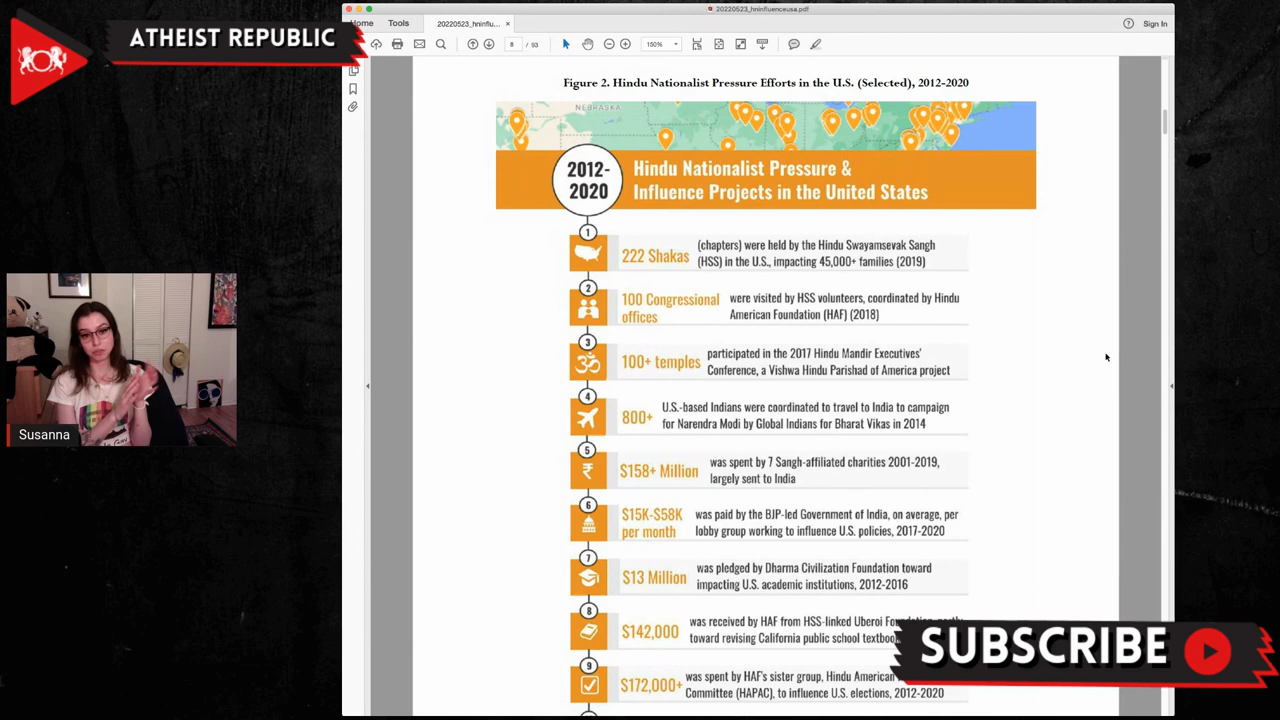 ATHEIST REPUBLIC
20220523_hninfluenceusa.pdf
Home Tools 20220523_hninflu... × Sign In
8 / 93 150%
Figure 2. Hindu Nationalist Pressure Efforts in the U.S. (Selected), 2012-2020
NEBRASKA
2012-
2020
Hindu Nationalist Pressure &
Influence Projects in the United States
1
222 Shakas
(chapters) were held by the Hindu Swayamsevak Sangh
(HSS) in the U.S., impacting 45,000+ families (2019)
2
100 Congressional
offices
were visited by HSS volunteers, coordinated by Hindu
American Foundation (HAF) (2018)
3
100+ temples
participated in the 2017 Hindu Mandir Executives'
Conference, a Vishwa Hindu Parishad of America project
4
800+
U.S.-based Indians were coordinated to travel to India to campaign
for Narendra Modi by Global Indians for Bharat Vikas in 2014
5
₹
$158+ Million
was spent by 7 Sangh-affiliated charities 2001-2019,
largely sent to India
6
$15K-$58K
per month
was paid by the BJP-led Government of India, on average, per
lobby group working to influence U.S. policies, 2017-2020
7
$13 Million
was pledged by Dharma Civilization Foundation toward
impacting U.S. academic institutions, 2012-2016
8
$142,000
was received by HAF from HSS-linked Uberoi
toward revising California public school
9
$172,000+
was spent by HAF's sister group, Hindu American
Committee (HAPAC), to influence U.S. elections, 2012-2020
ॐ
Susanna
SUBSCRIBE